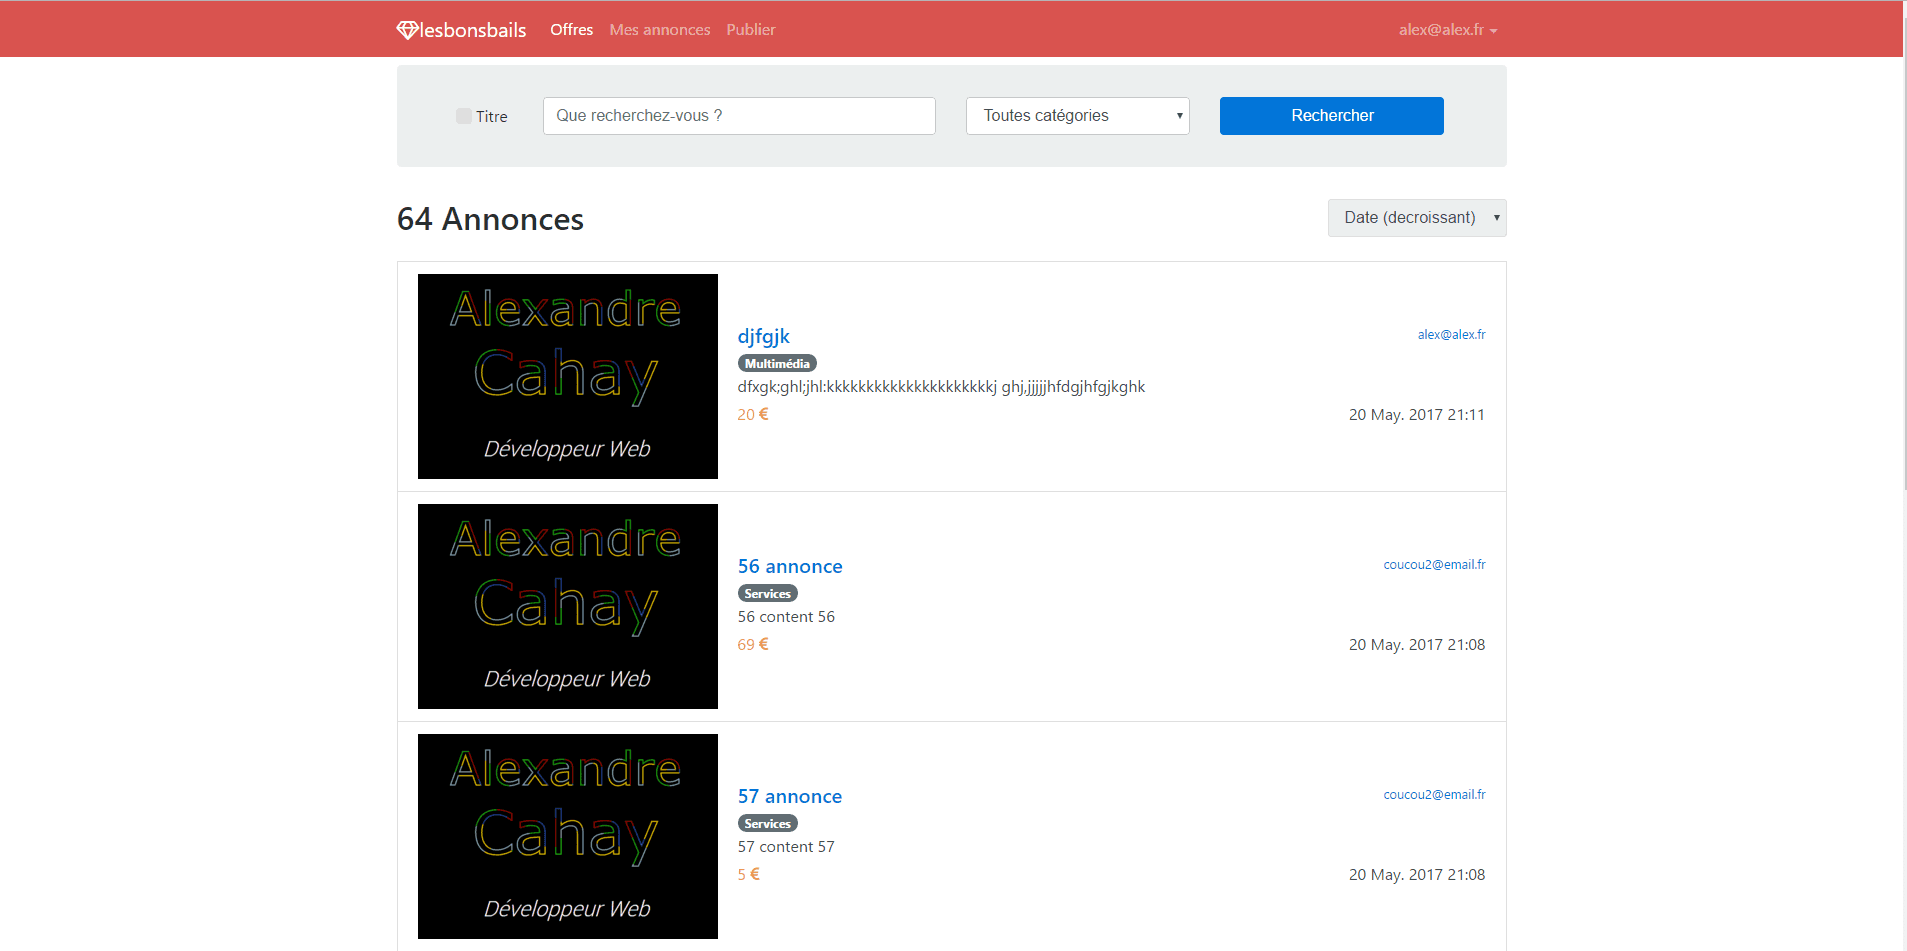 lesbonsbails Offres Mes annonces Publier alex@alex.fr
Titre Que recherchez-vous ? Toutes catégories Rechercher
64 Annonces Date (decroissant)
Alexandre
Cahay
Développeur Web
djfgjk alex@alex.fr
Multimédia
dfxgk;ghl;jhl:kkkkkkkkkkkkkkkkkkkkkj ghj,jjjjjhfdgjhfgjkghk
20 € 20 May. 2017 21:11
Alexandre
Cahay
Développeur Web
56 annonce coucou2@email.fr
Services
56 content 56
69 € 20 May. 2017 21:08
Alexandre
Cahay
Développeur Web
57 annonce coucou2@email.fr
Services
57 content 57
5 € 20 May. 2017 21:08